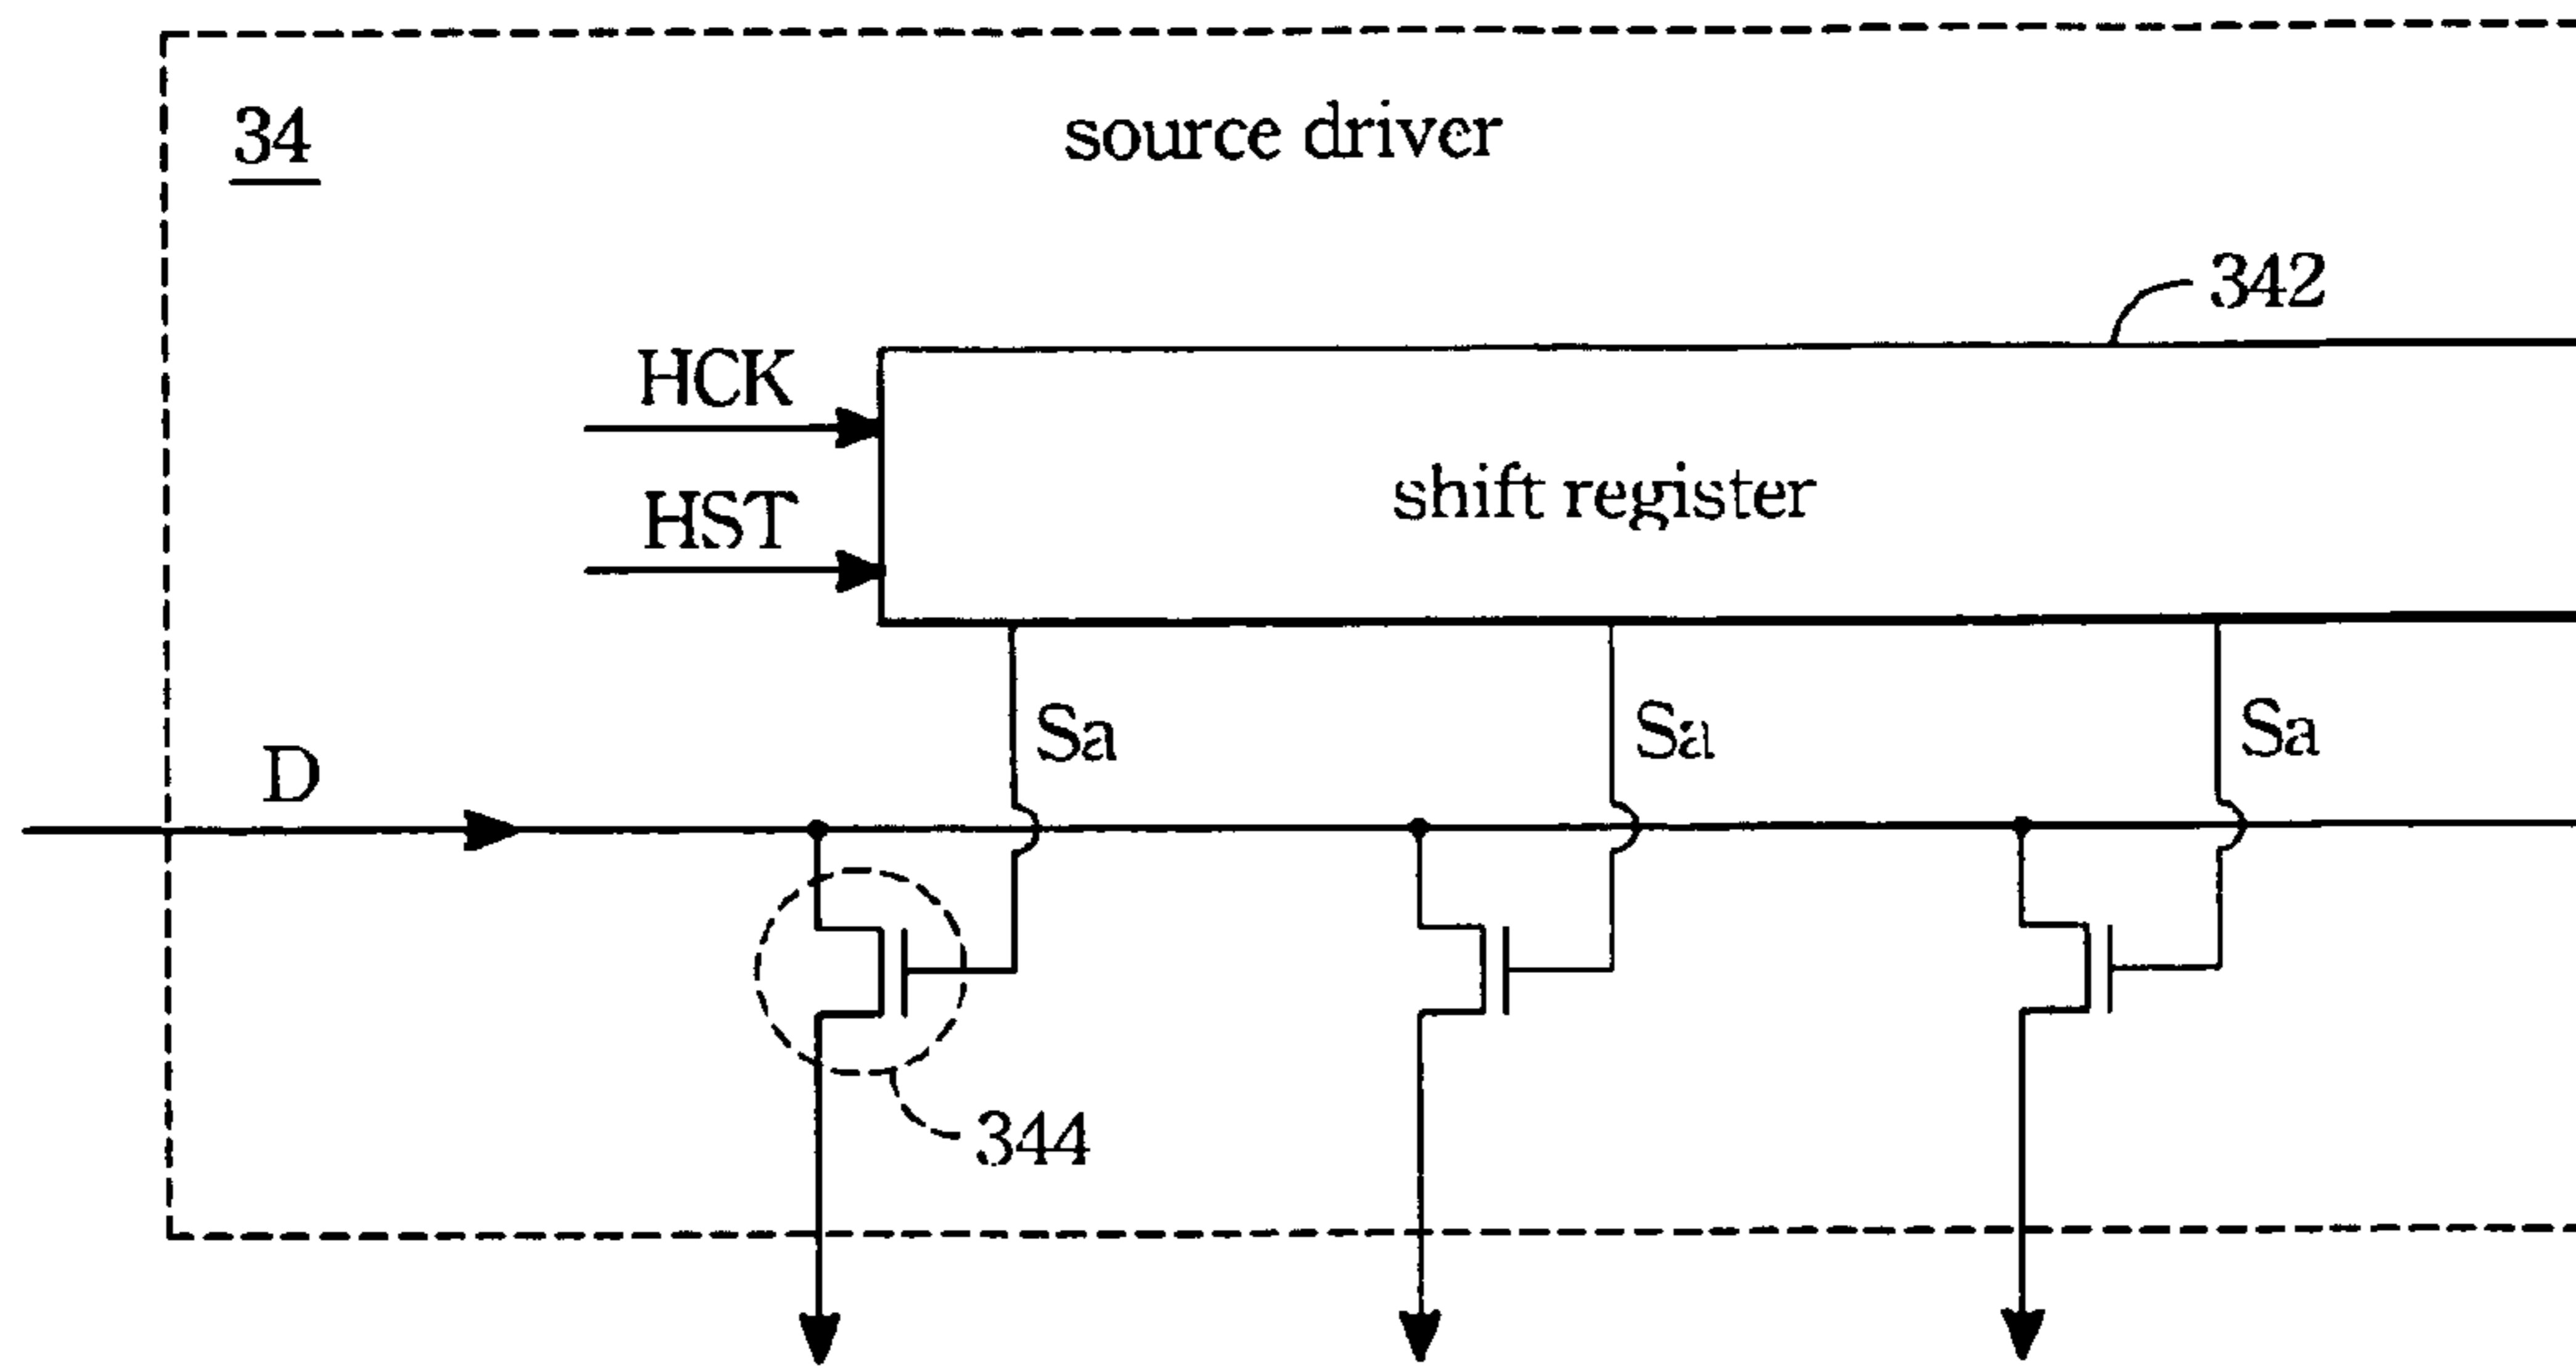 34
source driver
342
HCK
HST
shift register
Sa
Sa
Sa
D
344